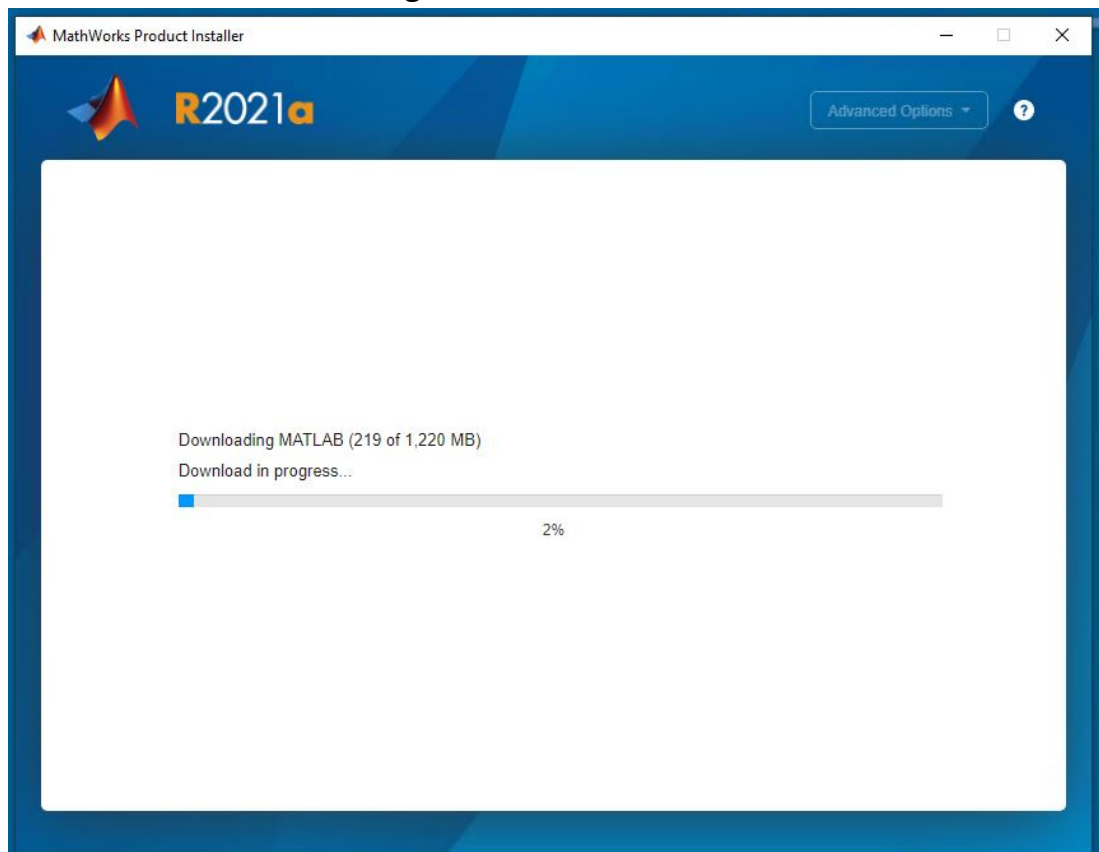 MathWorks Product Installer
R2021a
Advanced Options
?
Downloading MATLAB (219 of 1,220 MB)
Download in progress...
2%